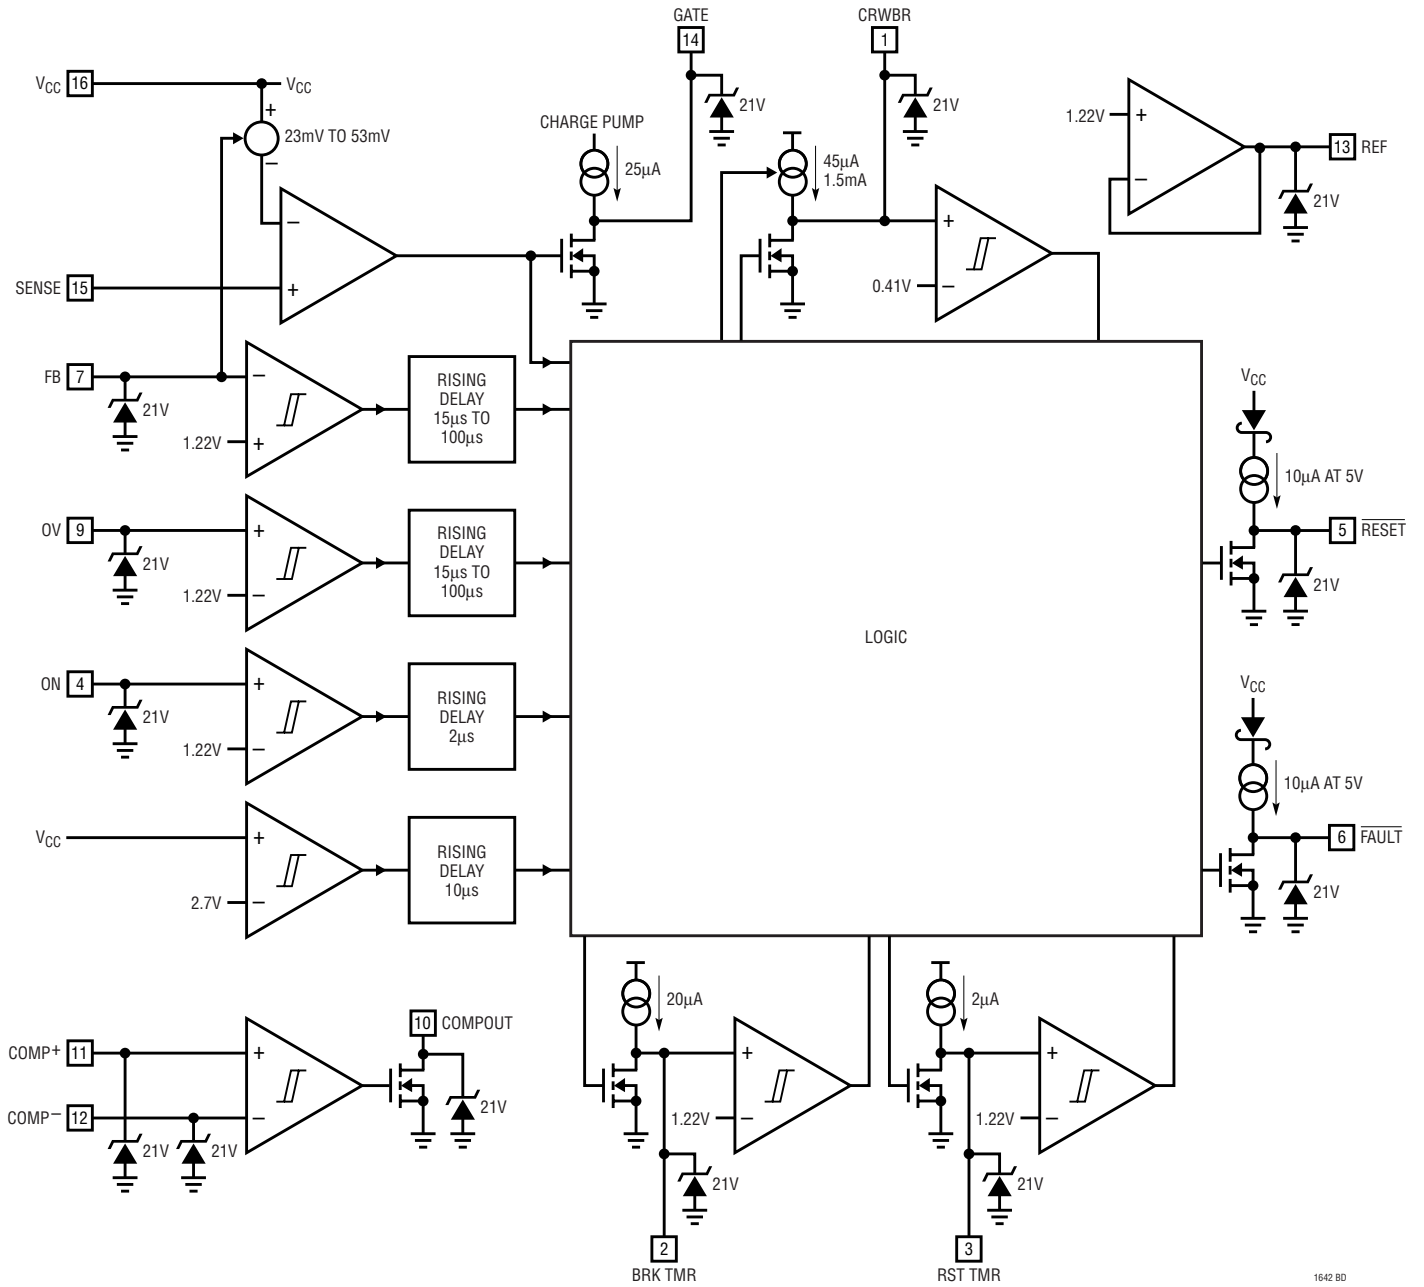 GATE
14
CRWBR
1
VCC 16
VCC
+
23mV TO 53mV
−
21V
21V
CHARGE PUMP
25µA
45µA
1.5mA
1.22V
+
−
13 REF
21V
−
+
SENSE 15
+
0.41V
−
FB 7
−
21V
1.22V
+
RISING
DELAY
15µs TO
100µs
OV 9
+
21V
1.22V
−
RISING
DELAY
15µs TO
100µs
ON 4
+
21V
1.22V
−
RISING
DELAY
2µs
VCC
+
2.7V
−
RISING
DELAY
10µs
LOGIC
VCC
10µA AT 5V
5 RESET
21V
VCC
10µA AT 5V
6 FAULT
21V
COMP+ 11
+
COMP− 12
−
21V
21V
10 COMPOUT
21V
20µA
+
1.22V
−
21V
2
BRK TMR
2µA
+
1.22V
−
21V
3
RST TMR
1642 BD